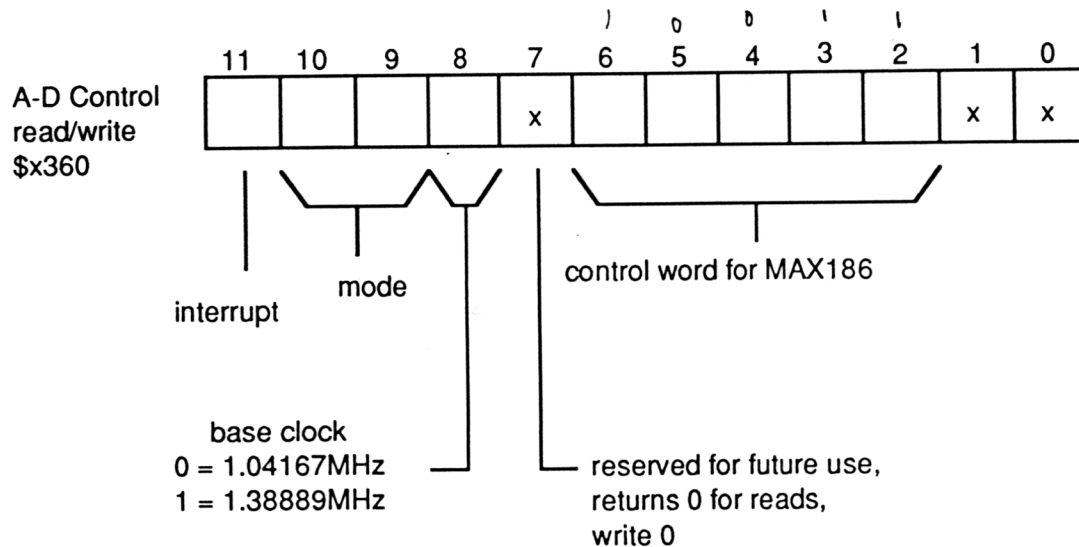 1 0 0 1 1
11 10 9 8 7 6 5 4 3 2 1 0
A-D Control
read/write
$x360
x x x
control word for MAX186
mode
interrupt
base clock
0 = 1.04167MHz
1 = 1.38889MHz
reserved for future use,
returns 0 for reads,
write 0